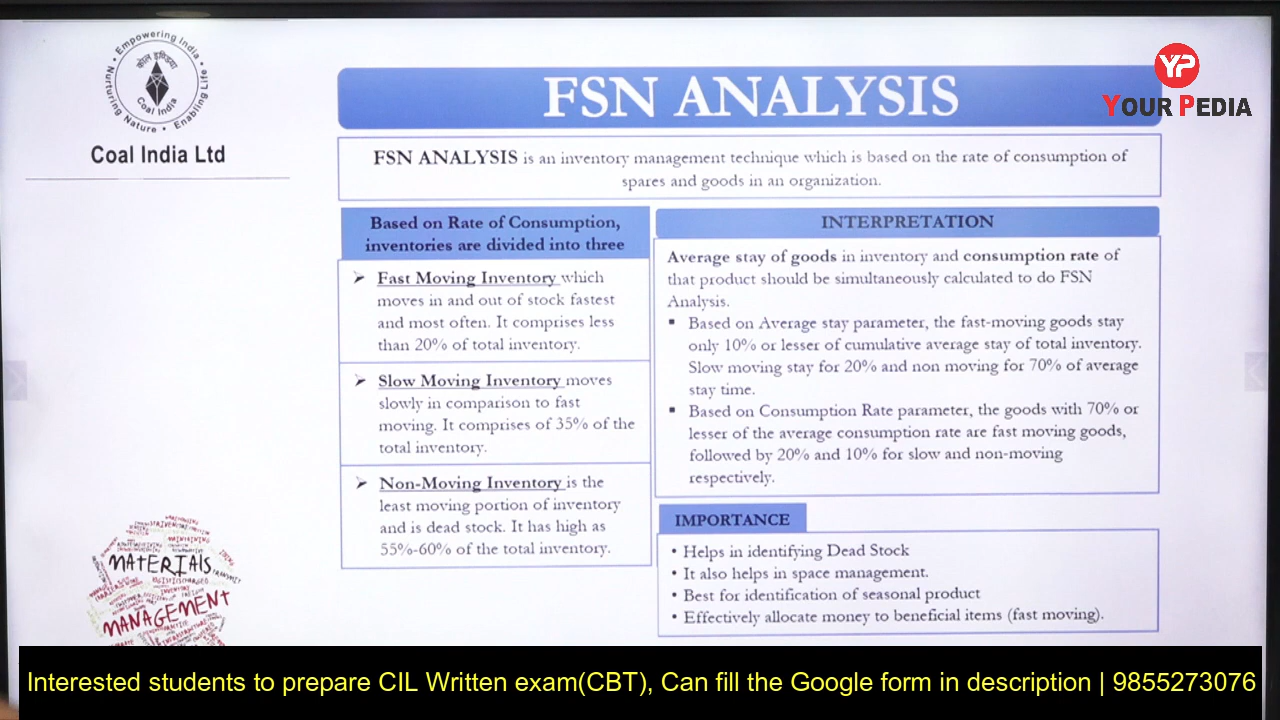 Empowering India
Nurturing Nature • Enabling Life
कोल इण्डिया
Coal India
Coal India Ltd
YP
YOUR PEDIA
FSN ANALYSIS
FSN ANALYSIS is an inventory management technique which is based on the rate of consumption of
spares and goods in an organization.
Based on Rate of Consumption,
inventories are divided into three
➢ Fast Moving Inventory which
moves in and out of stock fastest
and most often. It comprises less
than 20% of total inventory.
➢ Slow Moving Inventory moves
slowly in comparison to fast
moving. It comprises of 35% of the
total inventory.
➢ Non-Moving Inventory is the
least moving portion of inventory
and is dead stock. It has high as
55%-60% of the total inventory.
INTERPRETATION
Average stay of goods in inventory and consumption rate of
that product should be simultaneously calculated to do FSN
Analysis.
▪ Based on Average stay parameter, the fast-moving goods stay
only 10% or lesser of cumulative average stay of total inventory.
Slow moving stay for 20% and non moving for 70% of average
stay time.
▪ Based on Consumption Rate parameter, the goods with 70% or
lesser of the average consumption rate are fast moving goods,
followed by 20% and 10% for slow and non-moving
respectively.
IMPORTANCE
• Helps in identifying Dead Stock
• It also helps in space management.
• Best for identification of seasonal product
• Effectively allocate money to beneficial items (fast moving).
MATERIALS
MANAGEMENT
Interested students to prepare CIL Written exam(CBT), Can fill the Google form in description | 9855273076